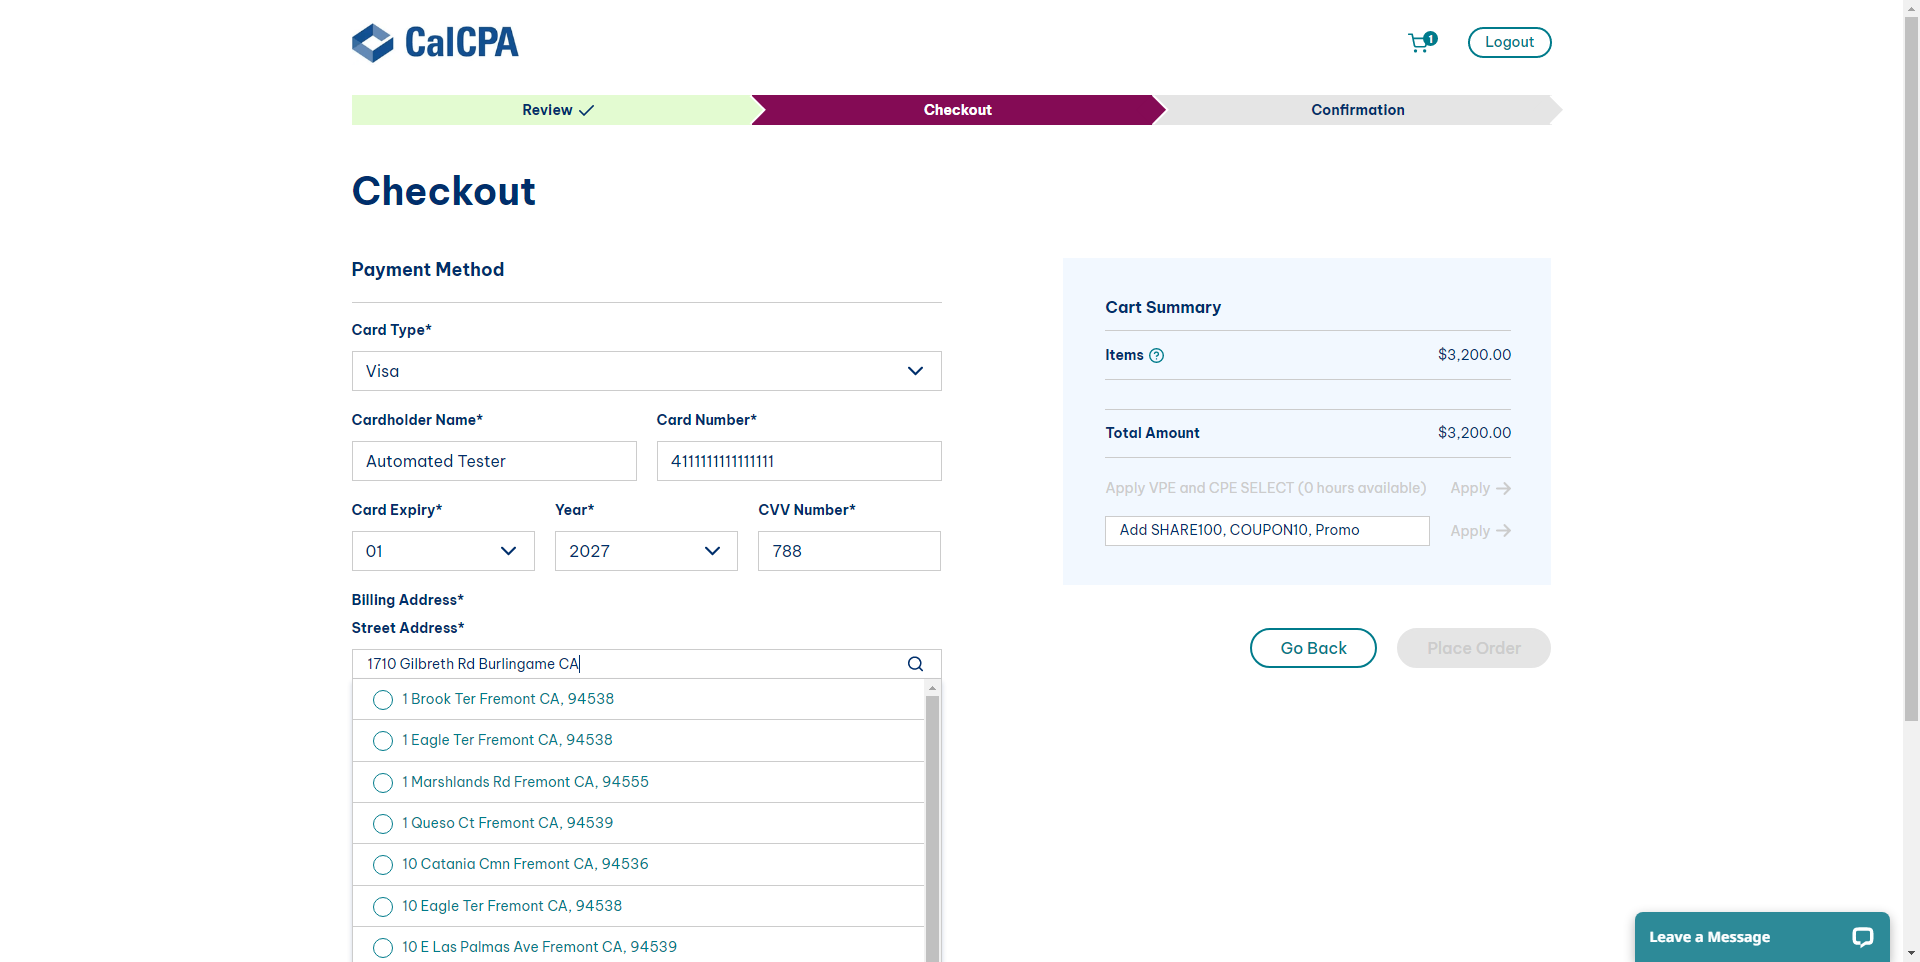 CalCPA
1
Logout
Review
Checkout
Confirmation
Checkout
Payment Method
Card Type*
Visa
Cardholder Name*
Card Number*
Automated Tester
4111111111111111
Card Expiry*
Year*
CVV Number*
01
2027
788
Billing Address*
Street Address*
1710 Gilbreth Rd Burlingame CA
1 Brook Ter Fremont CA, 94538
1 Eagle Ter Fremont CA, 94538
1 Marshlands Rd Fremont CA, 94555
1 Queso Ct Fremont CA, 94539
10 Catania Cmn Fremont CA, 94536
10 Eagle Ter Fremont CA, 94538
10 E Las Palmas Ave Fremont CA, 94539
Cart Summary
Items ?
$3,200.00
Total Amount
$3,200.00
Apply VPE and CPE SELECT (0 hours available)
Apply
Add SHARE100, COUPON10, Promo
Apply
Go Back
Place Order
Leave a Message